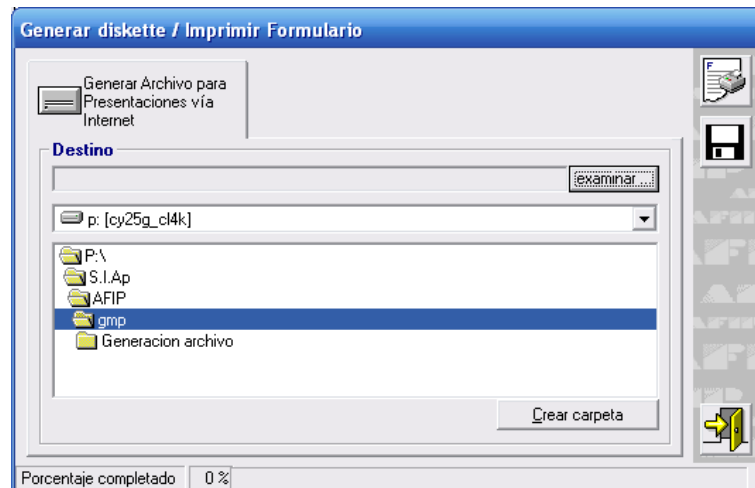 Generar diskette / Imprimir Formulario
Generar Archivo para
Presentaciones vía
Internet
Destino
examinar ...
p: [cy25g_cl4k]
P:\
S.I.Ap
AFIP
gmp
Generacion archivo
Crear carpeta
Porcentaje completado 0 %